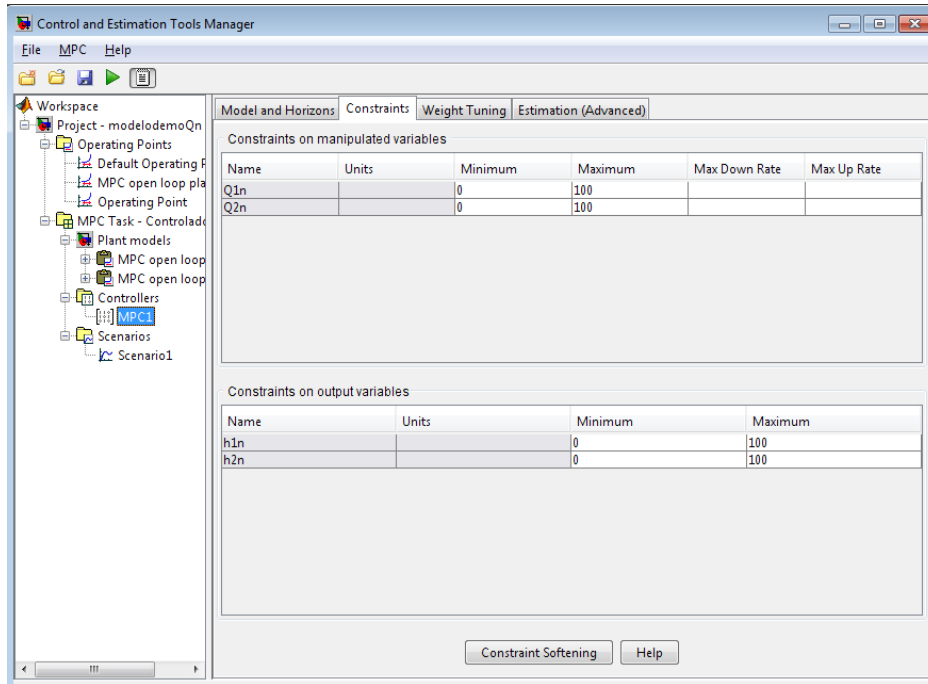 Control and Estimation Tools Manager
File MPC Help
Workspace
Project - modelodemoQn
Operating Points
Default Operating P
MPC open loop pla
Operating Point
MPC Task - Controlado
Plant models
MPC open loop
MPC open loop
Controllers
MPC1
Scenarios
Scenario1
Model and Horizons Constraints Weight Tuning Estimation (Advanced)
Constraints on manipulated variables
Name Units Minimum Maximum Max Down Rate Max Up Rate
Q1n 0 100
Q2n 0 100
Constraints on output variables
Name Units Minimum Maximum
h1n 0 100
h2n 0 100
Constraint Softening Help